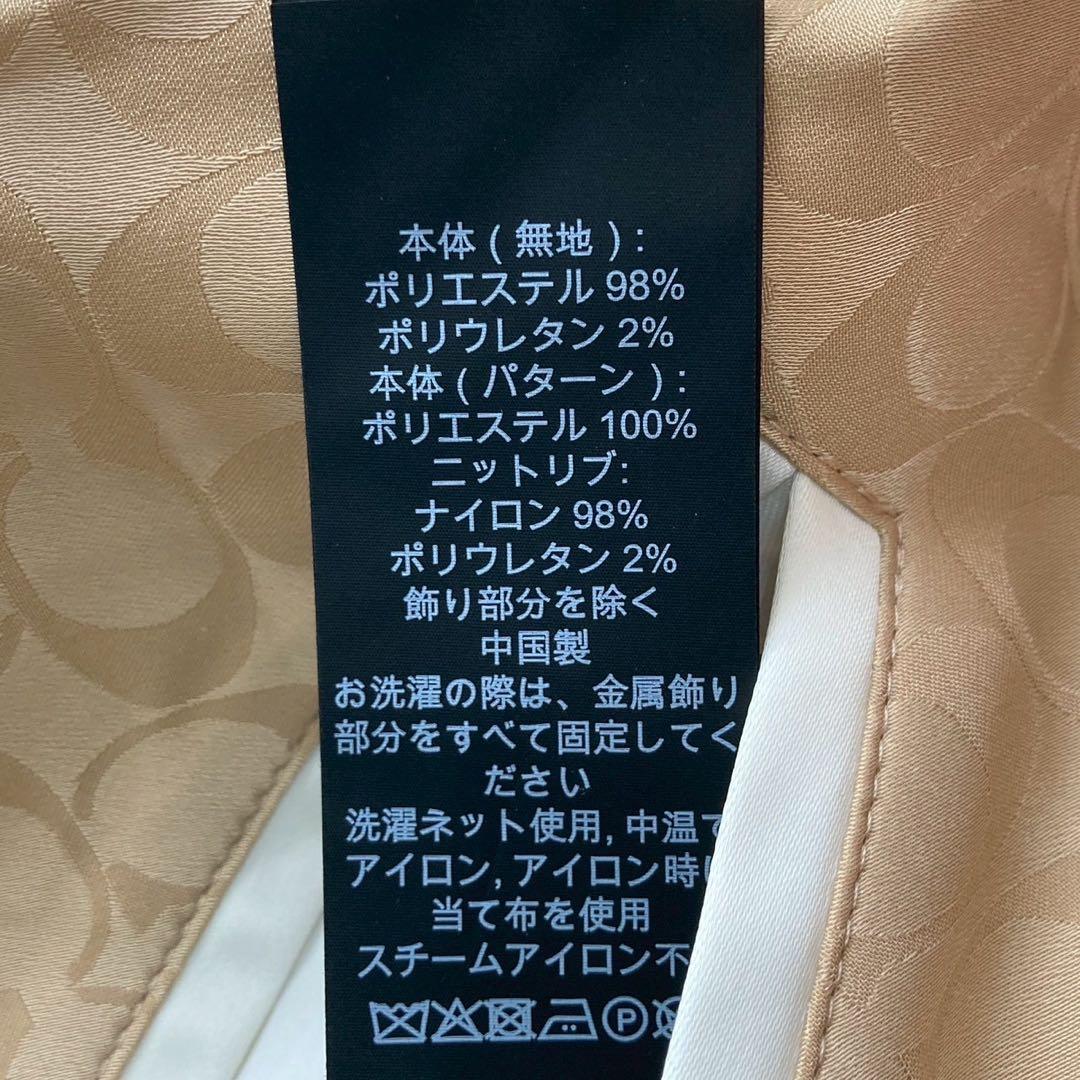 本体 ( 無地 ) :
ポリエステル 98%
ポリウレタン 2%
本体 ( パターン ) :
ポリエステル 100%
ニットリブ:
ナイロン 98%
ポリウレタン 2%
飾り部分を除く
中国製
お洗濯の際は、金属飾り
部分をすべて固定してく
ださい
洗濯ネット使用, 中温で
アイロン, アイロン時は
当て布を使用
スチームアイロン不
P